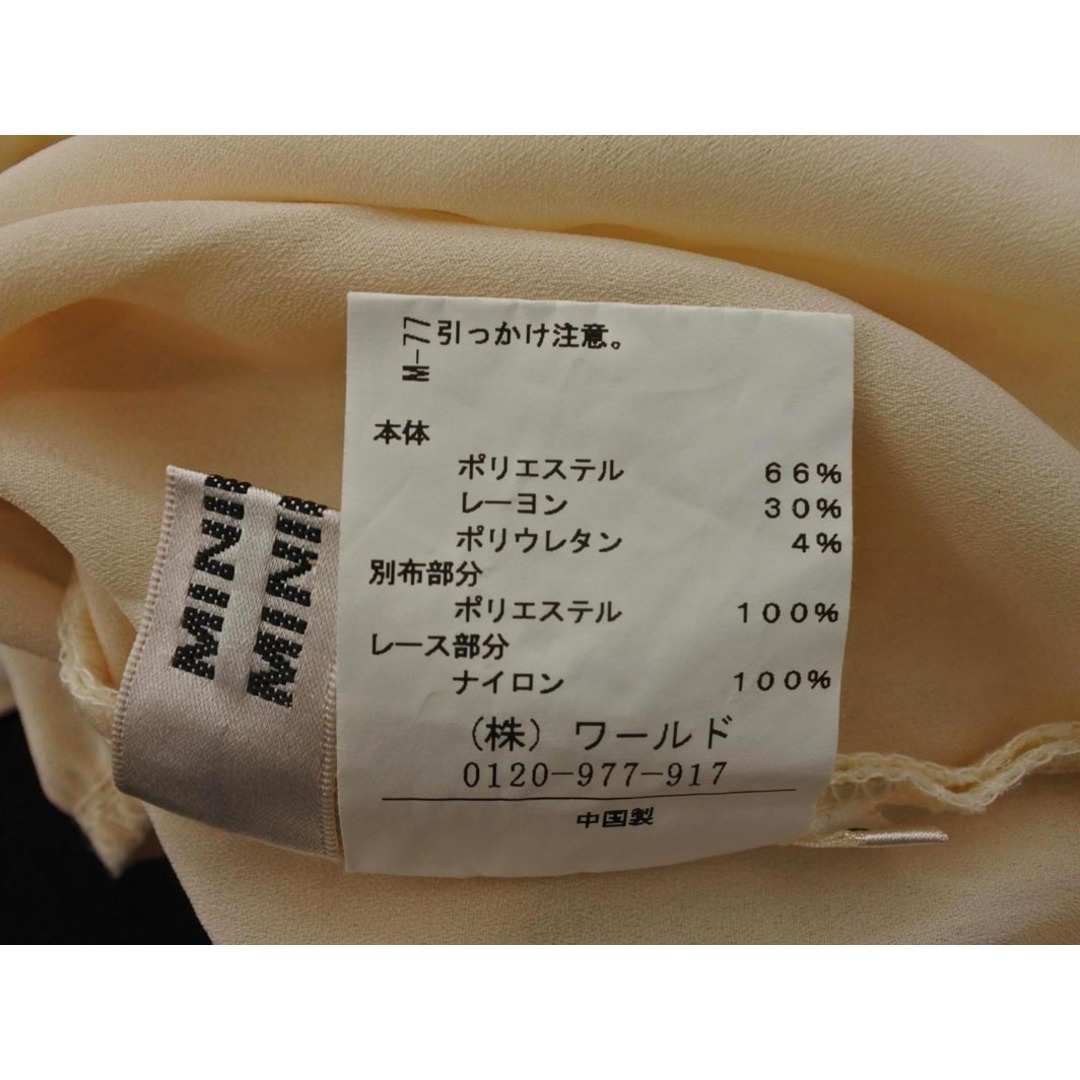 M-77
引っかけ注意。
本体
ポリエステル 66%
レーヨン 30%
ポリウレタン 4%
別布部分
ポリエステル 100%
レース部分
ナイロン 100%
(株) ワールド
0120-977-917
中国製